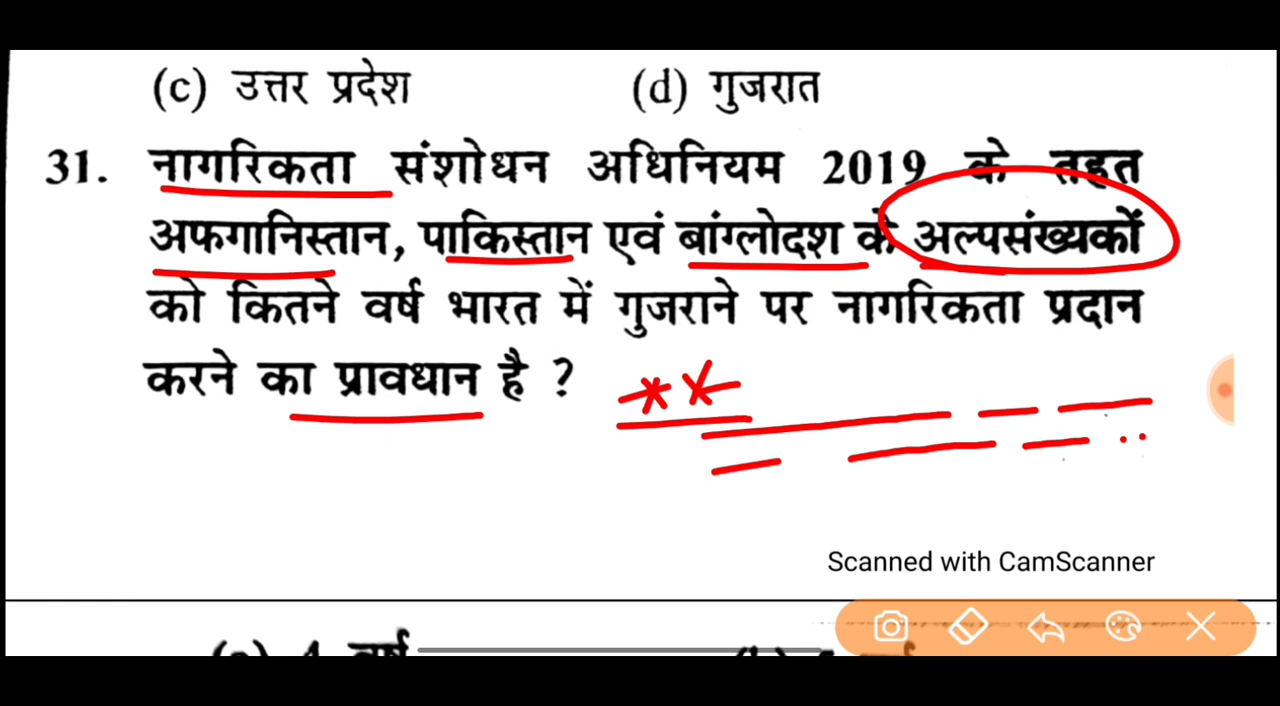 (c) उत्तर प्रदेश (d) गुजरात
31. नागरिकता संशोधन अधिनियम 2019 के तहत
अफगानिस्तान, पाकिस्तान एवं बांग्लोदश के अल्पसंख्यकों
को कितने वर्ष भारत में गुजराने पर नागरिकता प्रदान
करने का प्रावधान है ? **
Scanned with CamScanner